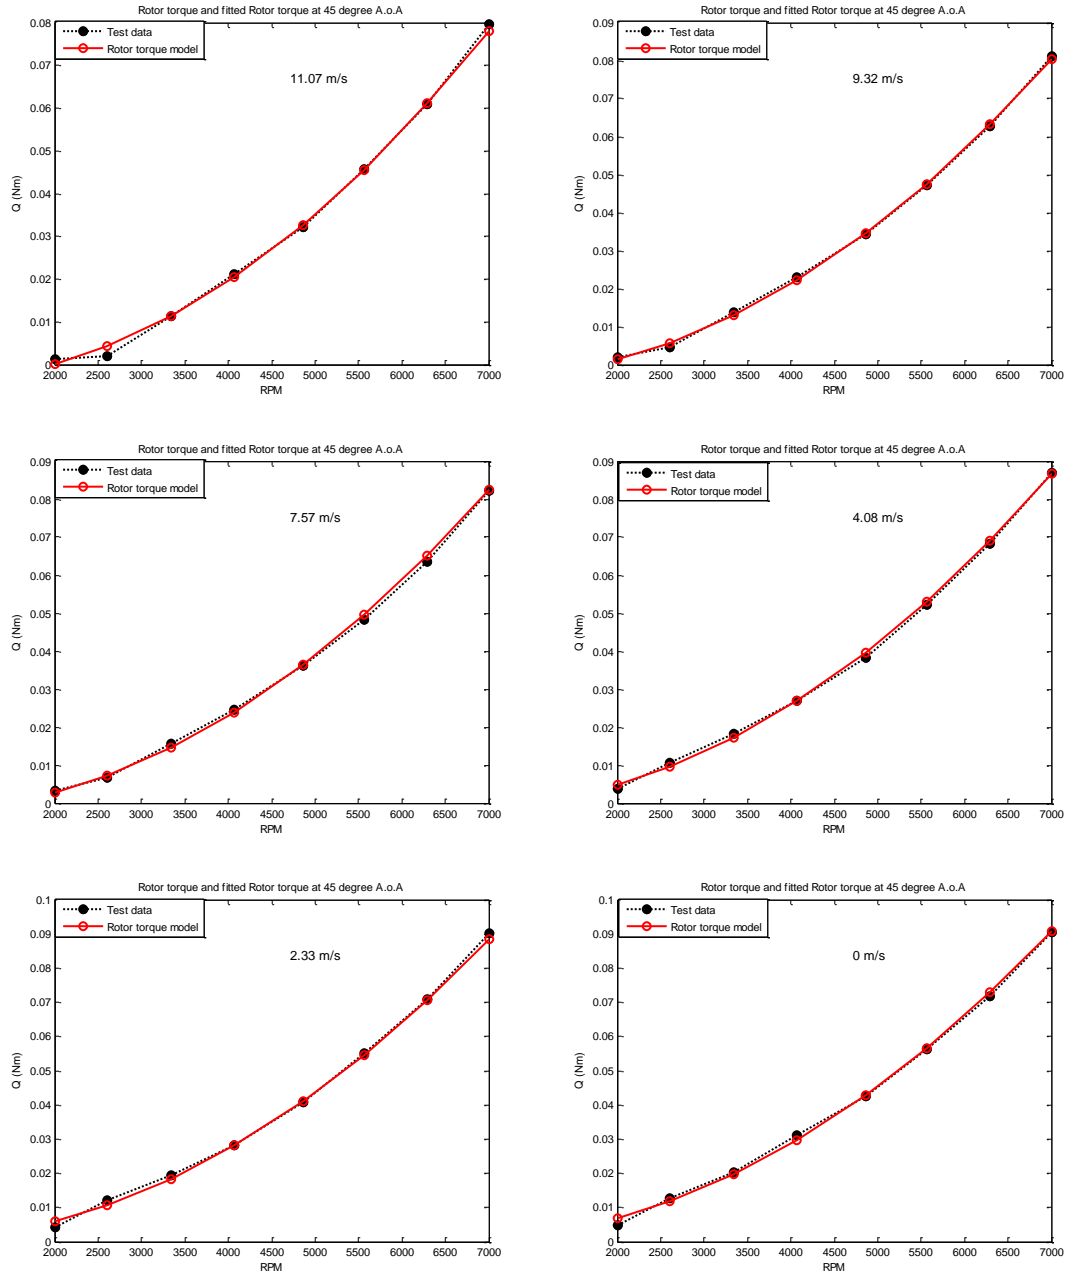 Rotor torque and fitted Rotor torque at 45 degree A.o.A
Test data
Rotor torque model
11.07 m/s
Q (Nm)
0.08
0.07
0.06
0.05
0.04
0.03
0.02
0.01
0
2000 2500 3000 3500 4000 4500 5000 5500 6000 6500 7000
RPM
Rotor torque and fitted Rotor torque at 45 degree A.o.A
Test data
Rotor torque model
9.32 m/s
Q (Nm)
0.09
0.08
0.07
0.06
0.05
0.04
0.03
0.02
0.01
0
2000 2500 3000 3500 4000 4500 5000 5500 6000 6500 7000
RPM
Rotor torque and fitted Rotor torque at 45 degree A.o.A
Test data
Rotor torque model
7.57 m/s
Q (Nm)
0.09
0.08
0.07
0.06
0.05
0.04
0.03
0.02
0.01
0
2000 2500 3000 3500 4000 4500 5000 5500 6000 6500 7000
RPM
Rotor torque and fitted Rotor torque at 45 degree A.o.A
Test data
Rotor torque model
4.08 m/s
Q (Nm)
0.09
0.08
0.07
0.06
0.05
0.04
0.03
0.02
0.01
0
2000 2500 3000 3500 4000 4500 5000 5500 6000 6500 7000
RPM
Rotor torque and fitted Rotor torque at 45 degree A.o.A
Test data
Rotor torque model
2.33 m/s
Q (Nm)
0.1
0.09
0.08
0.07
0.06
0.05
0.04
0.03
0.02
0.01
0
2000 2500 3000 3500 4000 4500 5000 5500 6000 6500 7000
RPM
Rotor torque and fitted Rotor torque at 45 degree A.o.A
Test data
Rotor torque model
0 m/s
Q (Nm)
0.1
0.09
0.08
0.07
0.06
0.05
0.04
0.03
0.02
0.01
0
2000 2500 3000 3500 4000 4500 5000 5500 6000 6500 7000
RPM